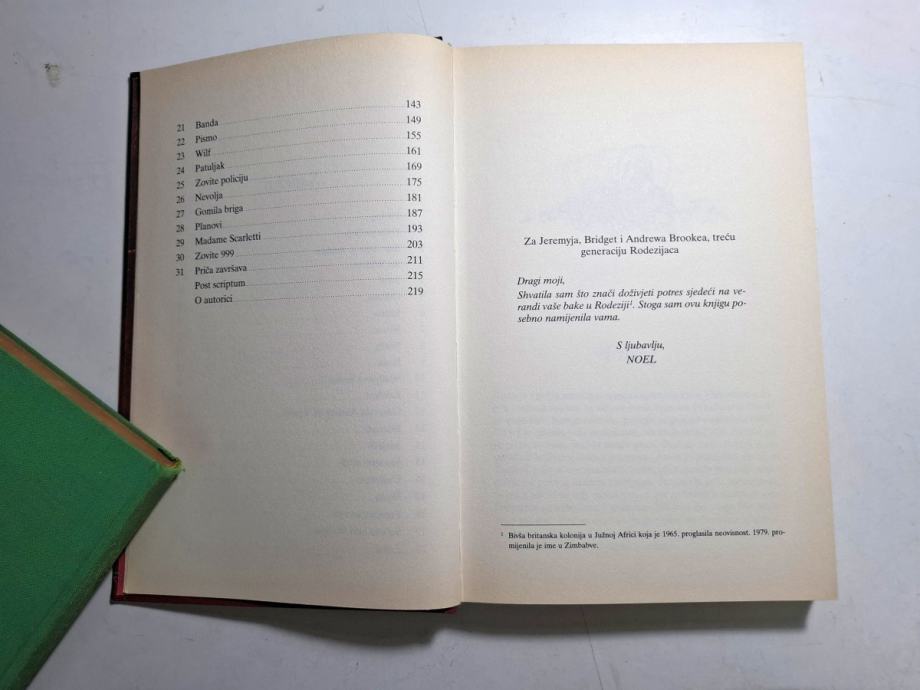 21 Banda 143
22 Pismo 149
23 Wilf 155
24 Patuljak 161
25 Zovite policiju 169
26 Nevolja 175
27 Gomila briga 181
28 Planovi 187
29 Madame Scarletti 193
30 Zovite 999 203
31 Priča završava 211
Post scriptum 215
O autorici 219
Za Jeremyja, Bridget i Andrewa Brookea, treću
generaciju Rodezijaca
Dragi moji,
Shvatila sam što znači doživjeti potres sjedeći na ve-
randi vaše bake u Rodeziji¹. Stoga sam ovu knjigu po-
sebno namijenila vama.
S ljubavlju,
NOEL
¹ Bivša britanska kolonija u Južnoj Africi koja je 1965. proglasila neovisnost. 1979. pro-
mijenila je ime u Zimbabve.